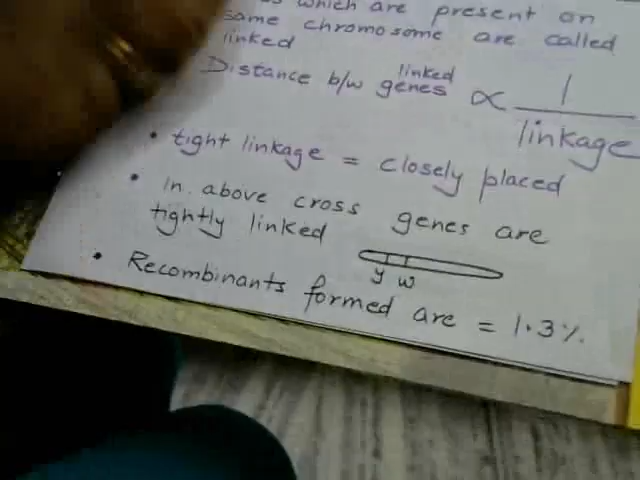 which are present on
same chromosome are called
linked
Distance b/w linked genes ∝ 1/linkage
• tight linkage = closely placed
• in above cross genes are
tightly linked
y w
• Recombinants formed are = 1.3%.